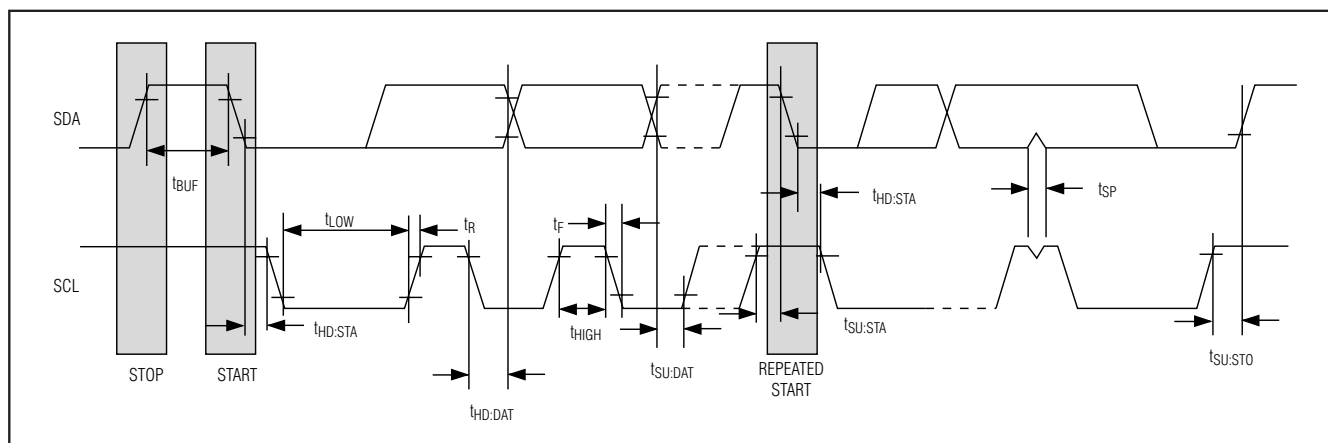 SDA
tBUF
tHD:STA
tSP
tLOW
tR
tF
SCL
tHD:STA
tHIGH
tSU:STA
tSU:DAT
tSU:STO
STOP
START
REPEATED
START
tHD:DAT